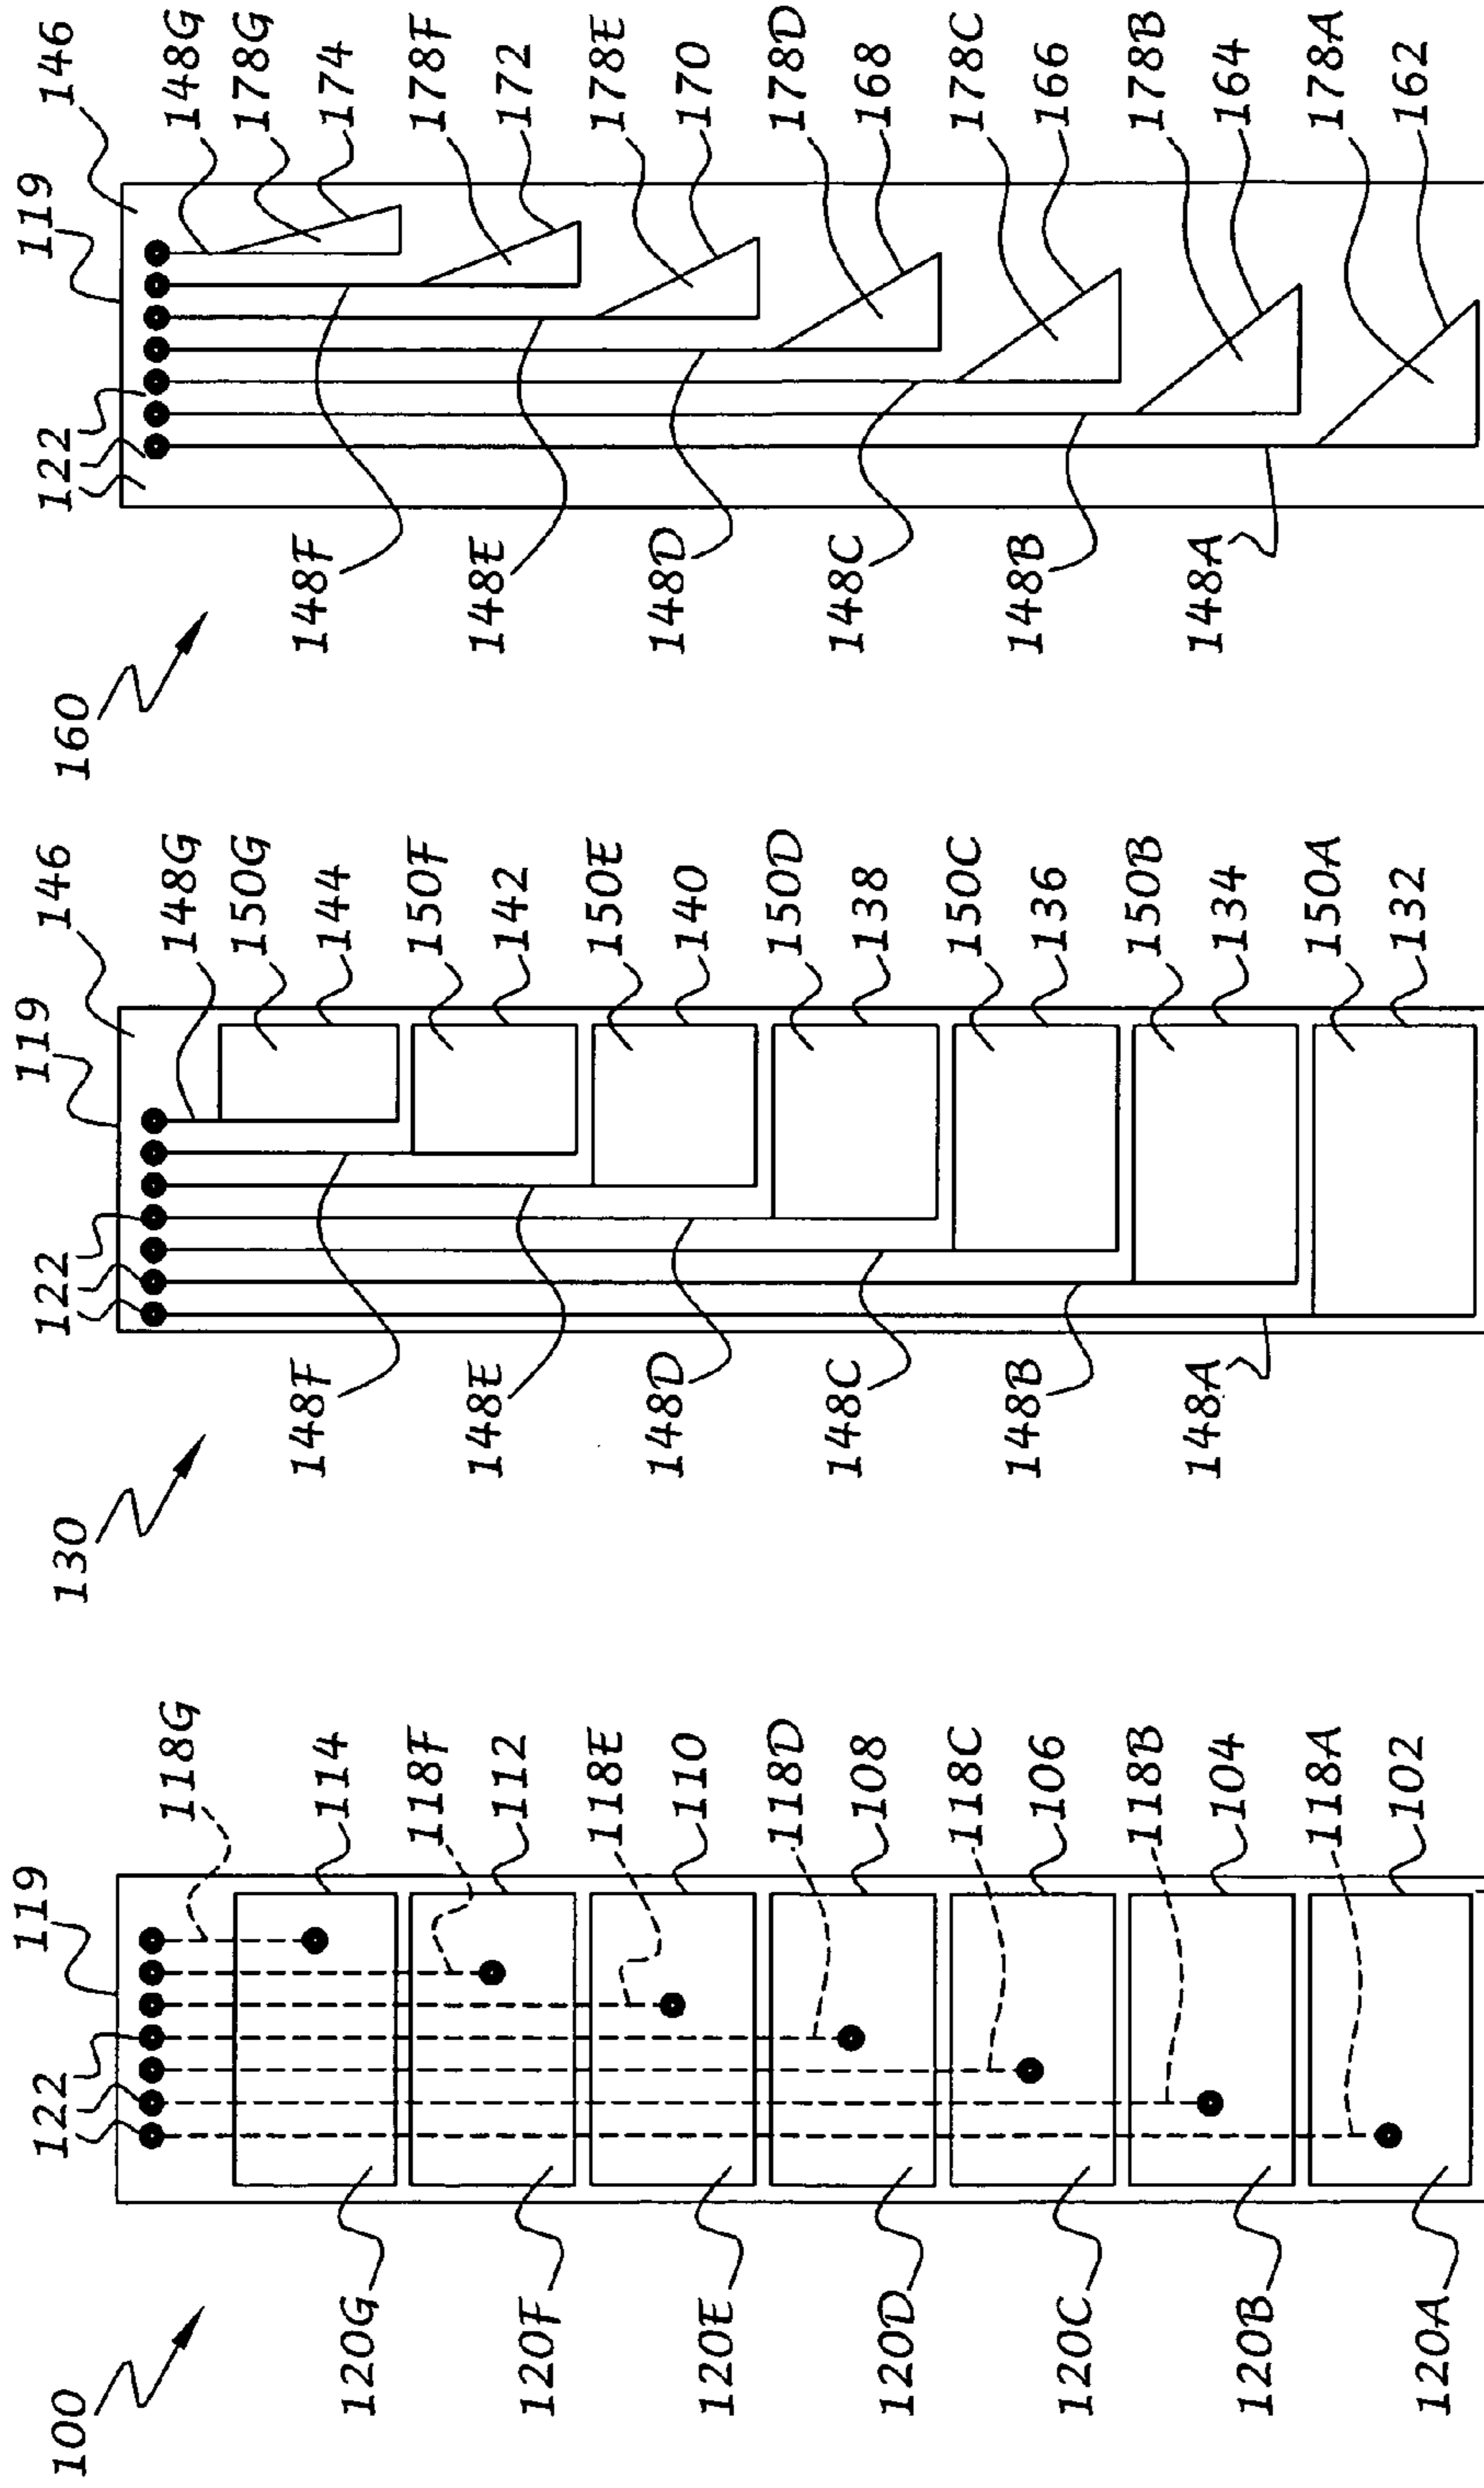 100
119
122
118G
120G
114
118F
120F
112
118E
120E
110
118D
120D
108
118C
120C
106
118B
120B
104
118A
120A
102
130
119
146
122
148G
150G
144
148F
150F
142
148E
150E
140
148D
150D
138
148C
150C
136
148B
150B
134
148A
150A
132
160
119
146
122
148G
178G
174
148F
178F
172
148E
178E
170
148D
178D
168
148C
178C
166
148B
178B
164
148A
178A
162